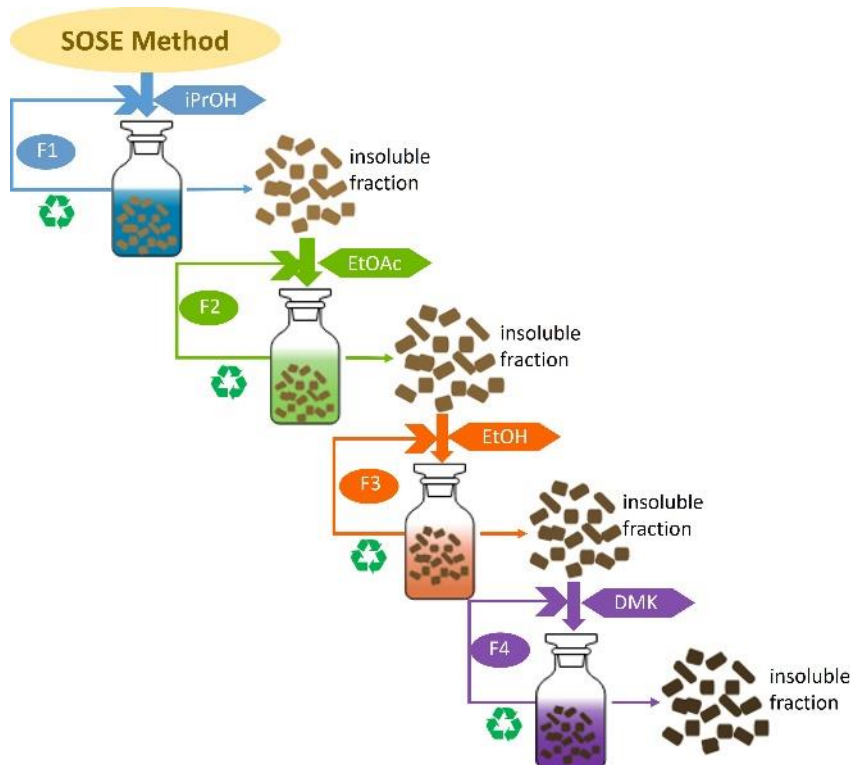 SOSE Method
iPrOH
F1
insoluble
fraction
EtOAc
F2
insoluble
fraction
EtOH
F3
insoluble
fraction
DMK
F4
insoluble
fraction